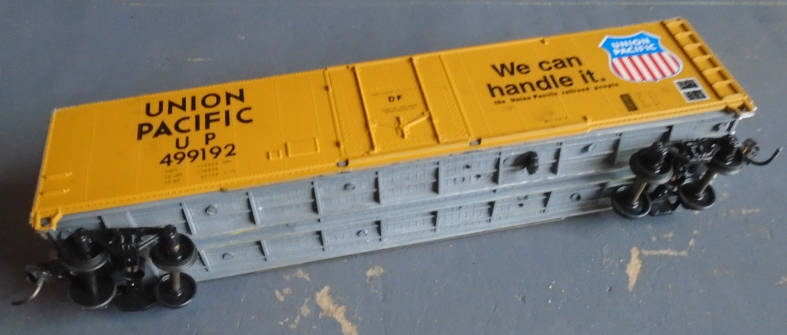 UNION
PACIFIC
U P
499192
DF
We can
handle it.
the Union Pacific railroad people
UNION
PACIFIC